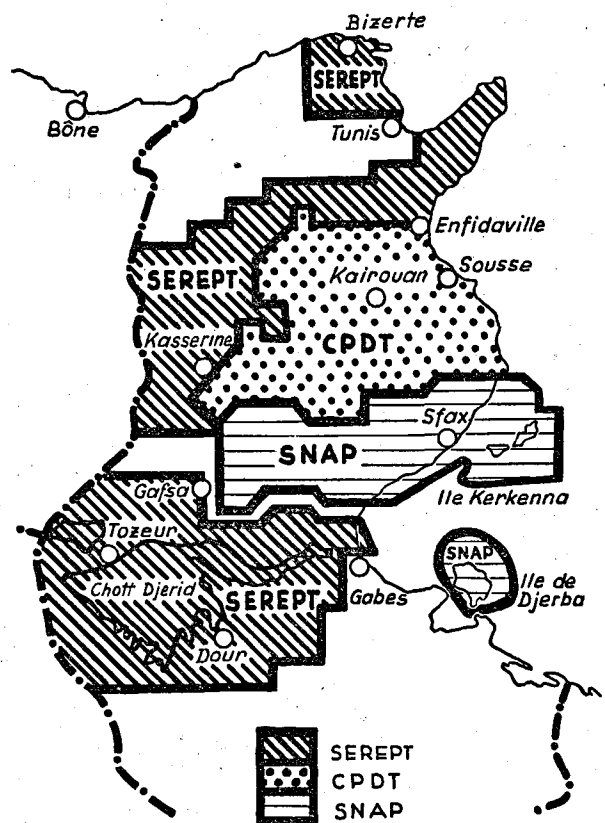 Bizerte
SEREPT
Bône
Tunis
Enfidaville
Sousse
SEREPT
Kairouan
CPDT
Kasserine
Sfax
SNAP
Gafsa
Ile Kerkenna
Tozeur
SNAP
Chott Djerid
SEREPT
Gabes
Ile de
Djerba
Dour
SEREPT
CPDT
SNAP